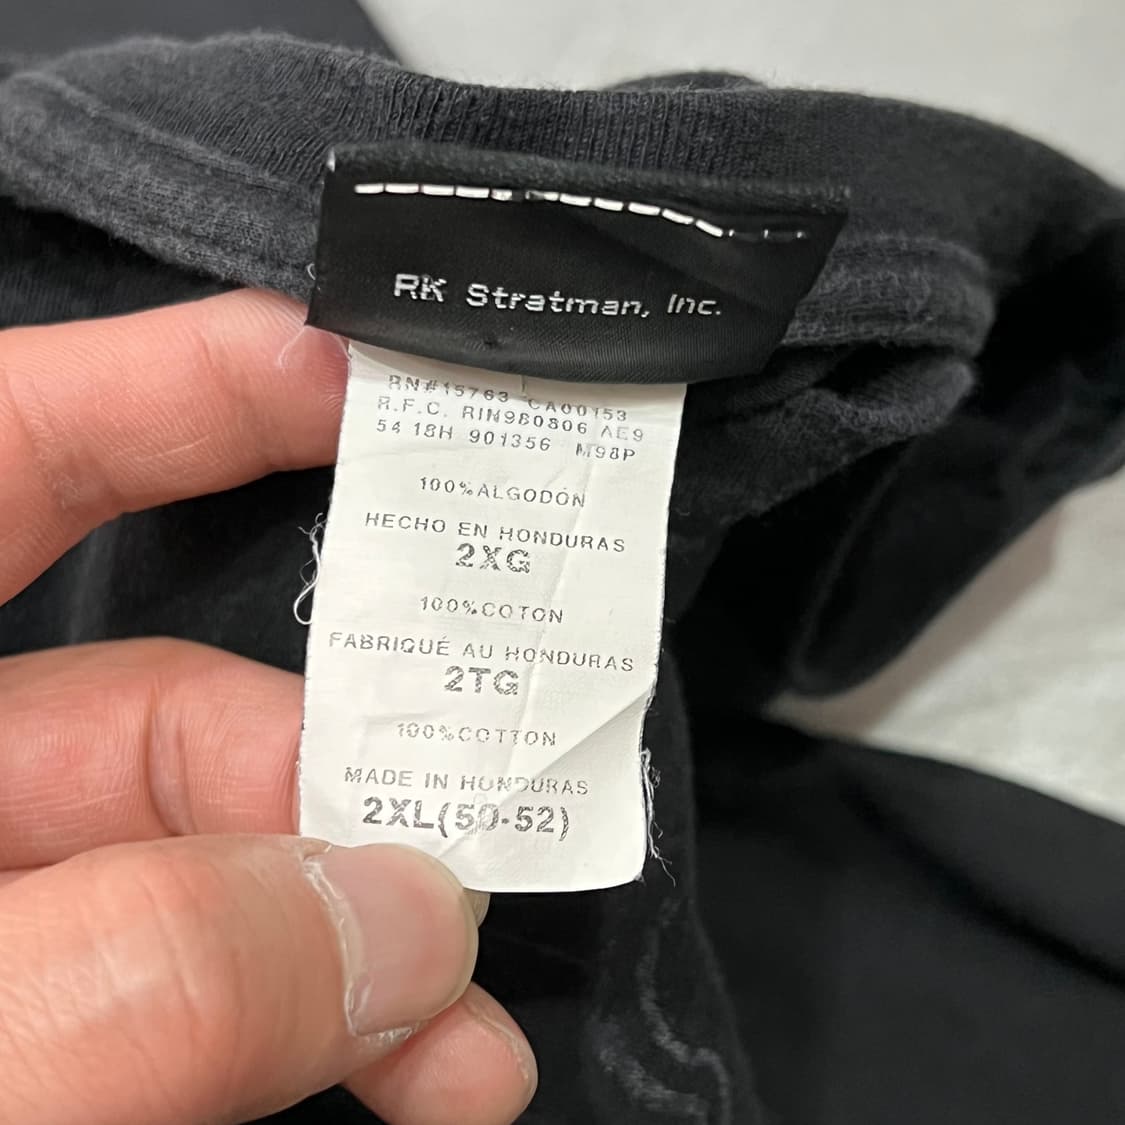 RK Stratman, Inc.
RN#15763 CA00153
R.F.C. RIN980806 AE9
54 18H 901356 M98P
100%ALGODÓN
HECHO EN HONDURAS
2XG
100%COTON
FABRIQUÉ AU HONDURAS
2TG
100%COTTON
MADE IN HONDURAS
2XL(50-52)